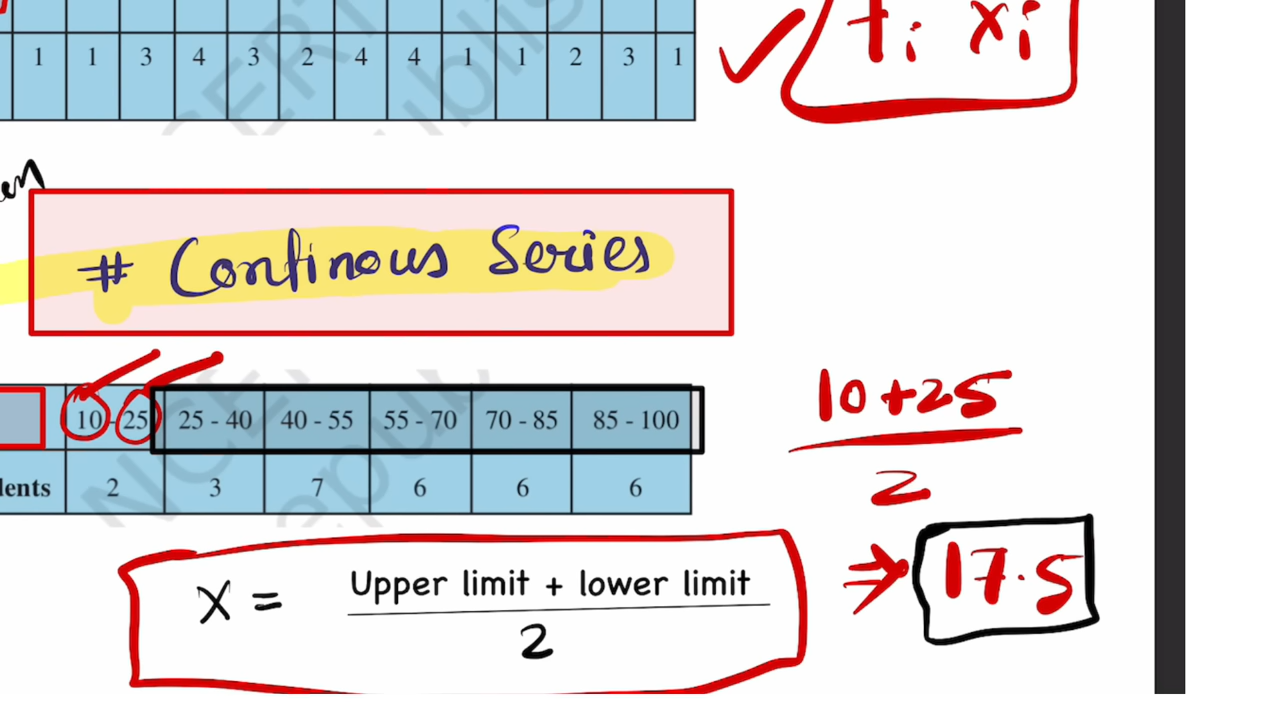 fi xi
1 1 3 4 3 2 4 4 1 1 2 3 1
# Continous Series
10 - 25 25 - 40 40 - 55 55 - 70 70 - 85 85 - 100
2 3 7 6 6 6
10+25
2
⇒ 17.5
X = Upper limit + lower limit
2